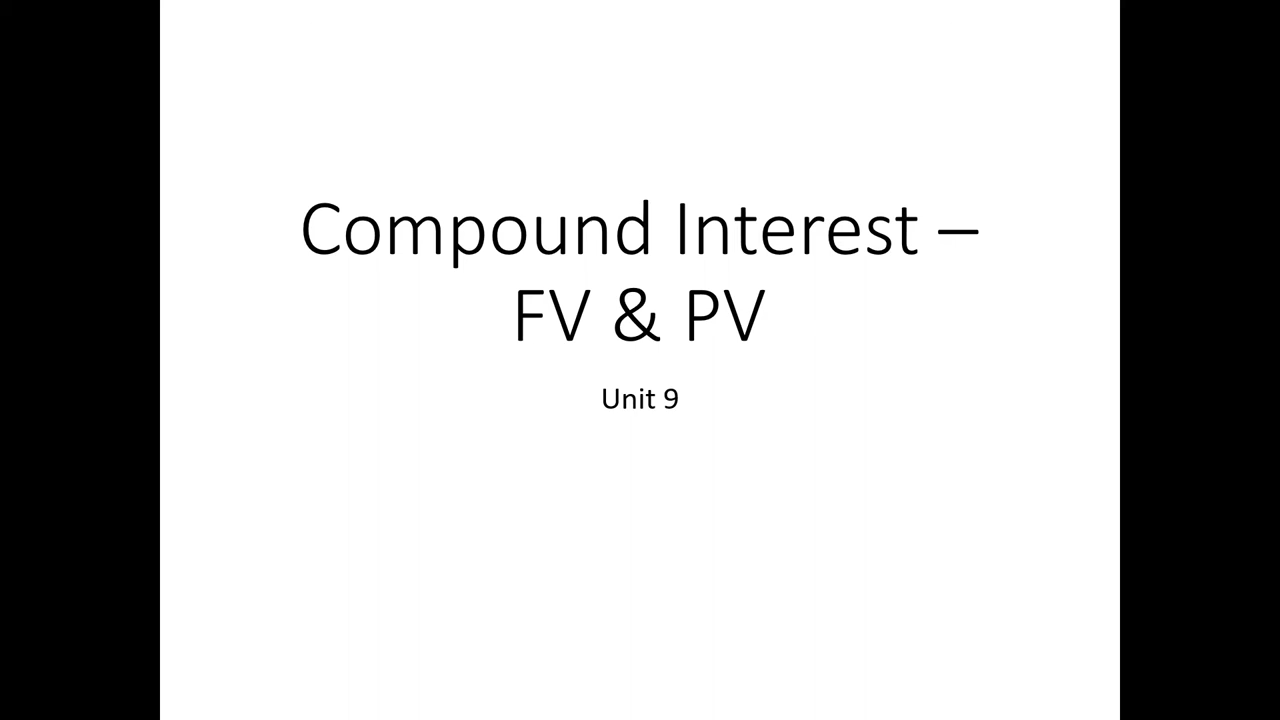 Compound Interest –
FV & PV
Unit 9